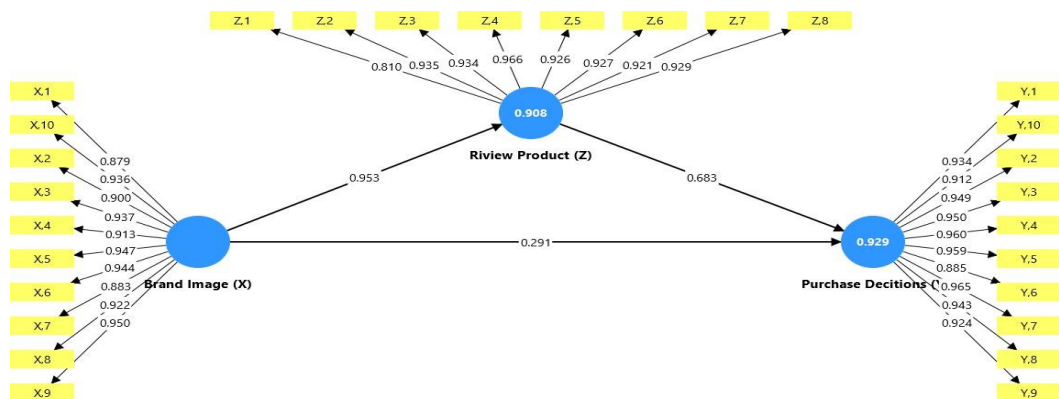 Z,1 Z,2 Z,3 Z,4 Z,5 Z,6 Z,7 Z,8
0.810 0.935 0.934 0.966 0.926 0.927 0.921 0.929
0.908
Riview Product (Z)
0.953
0.683
X,1
X,10
X,2
X,3
X,4
X,5
X,6
X,7
X,8
X,9
0.879
0.936
0.900
0.937
0.913
0.947
0.944
0.883
0.922
0.950
Brand Image (X)
0.291
0.929
Purchase Decitions (
0.934
0.912
0.949
0.950
0.960
0.959
0.885
0.965
0.943
0.924
Y,1
Y,10
Y,2
Y,3
Y,4
Y,5
Y,6
Y,7
Y,8
Y,9